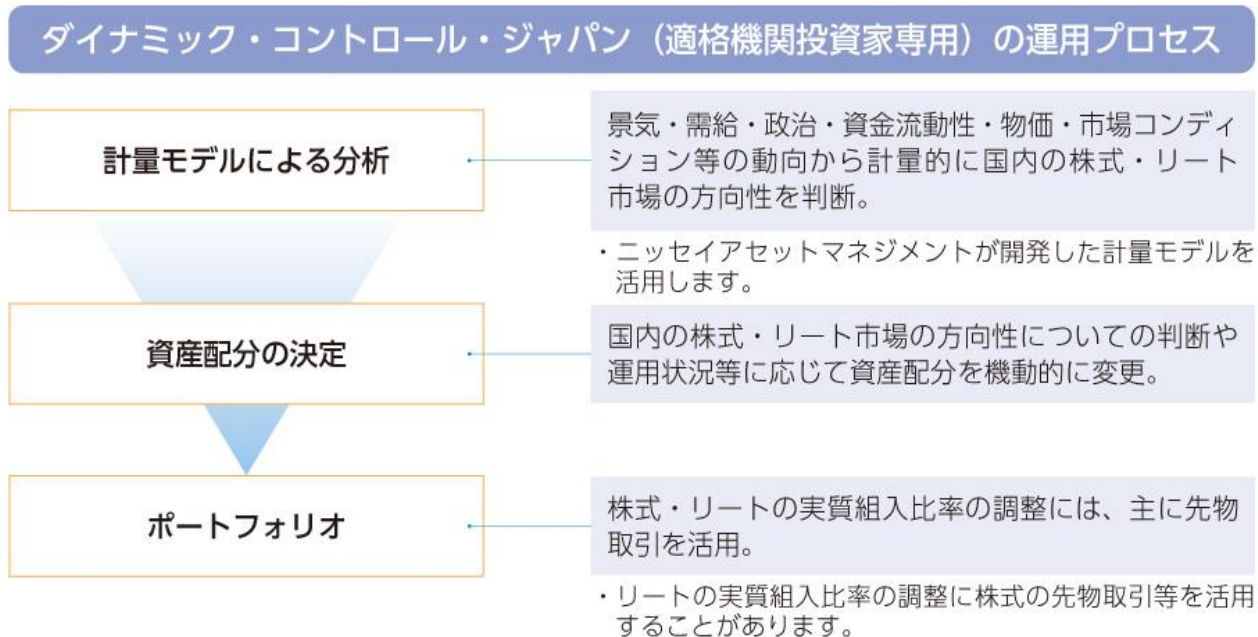 ダイナミック・コントロール・ジャパン（適格機関投資家専用）の運用プロセス
計量モデルによる分析
景気・需給・政治・資金流動性・物価・市場コンディ
ション等の動向から計量的に国内の株式・リート
市場の方向性を判断。
・ニッセイアセットマネジメントが開発した計量モデルを
活用します。
資産配分の決定
国内の株式・リート市場の方向性についての判断や
運用状況等に応じて資産配分を機動的に変更。
ポートフォリオ
株式・リートの実質組入比率の調整には、主に先物
取引を活用。
・リートの実質組入比率の調整に株式の先物取引等を活用
することがあります。